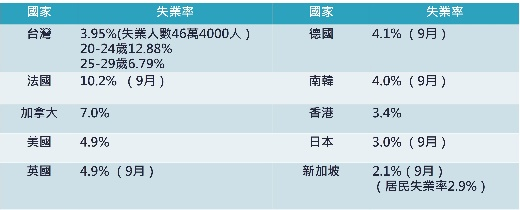 國家 失業率 國家 失業率
台灣 3.95%(失業人數46萬4000人) 德國 4.1%（9月）
20-24歲12.88%
25-29歲6.79%
法國 10.2% （9月） 南韓 4.0%（9月）
加拿大 7.0% 香港 3.4%
美國 4.9% 日本 3.0%（9月）
英國 4.9%（9月） 新加坡 2.1%（9月）
（居民失業率2.9%）